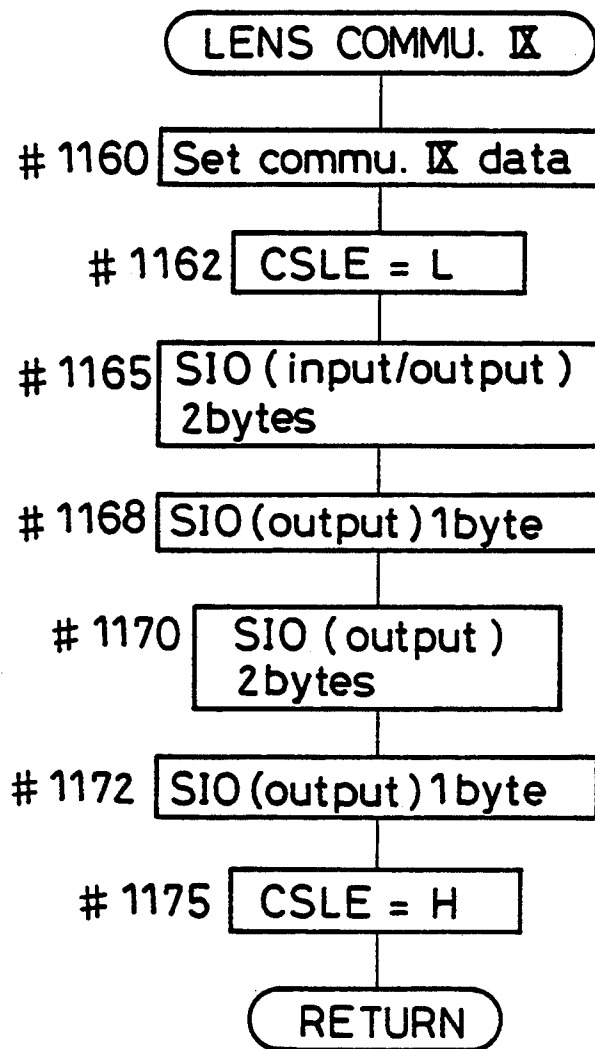 LENS COMMU. Ⅸ
# 1160 Set commu. Ⅸ data
# 1162 CSLE = L
# 1165 SIO (input/output)
2bytes
# 1168 SIO (output) 1byte
# 1170 SIO (output)
2bytes
# 1172 SIO (output) 1byte
# 1175 CSLE = H
RETURN